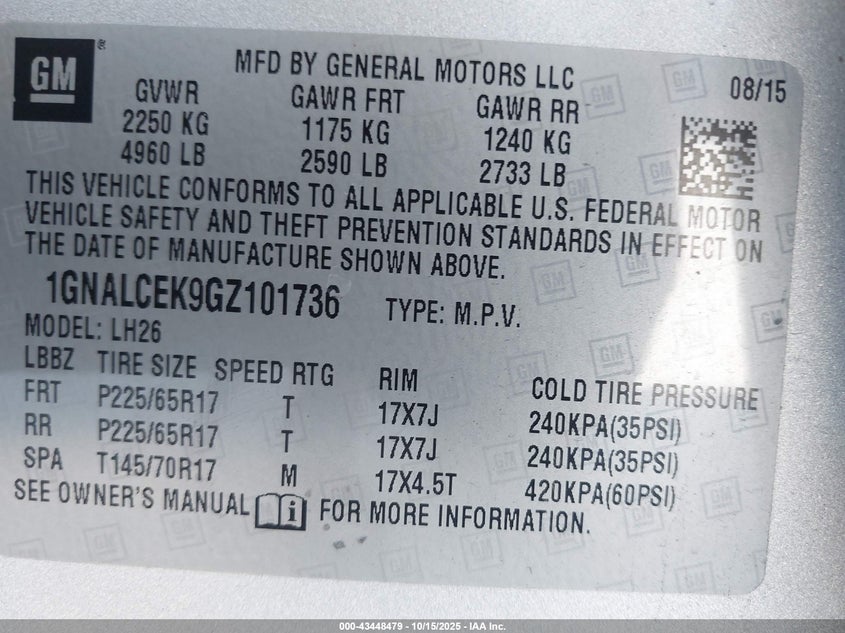 GM ®
MFD BY GENERAL MOTORS LLC
08/15
GVWR GAWR FRT GAWR RR
2250 KG 1175 KG 1240 KG
4960 LB 2590 LB 2733 LB
THIS VEHICLE CONFORMS TO ALL APPLICABLE U.S. FEDERAL MOTOR
VEHICLE SAFETY AND THEFT PREVENTION STANDARDS IN EFFECT ON
THE DATE OF MANUFACTURE SHOWN ABOVE.
1GNALCEK9GZ101736 TYPE: M.P.V.
MODEL: LH26
LBBZ TIRE SIZE SPEED RTG RIM COLD TIRE PRESSURE
FRT P225/65R17 T 17X7J 240KPA(35PSI)
RR P225/65R17 T 17X7J 240KPA(35PSI)
SPA T145/70R17 M 17X4.5T 420KPA(60PSI)
SEE OWNER'S MANUAL i FOR MORE INFORMATION.
000-43448479 - 10/15/2025 - IAA Inc.